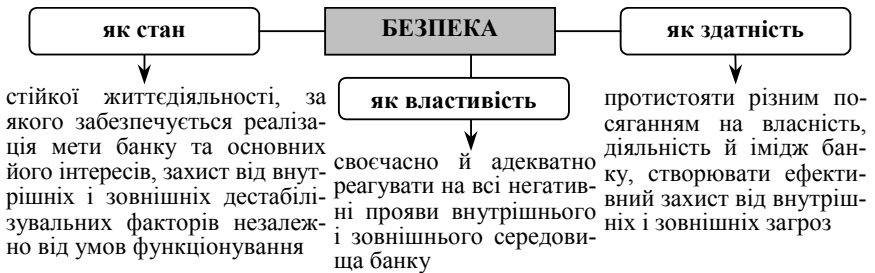 як стан
БЕЗПЕКА
як здатність
стійкої життєдіяльності, за
якого забезпечується реаліза-
ція мети банку та основних
його інтересів, захист від внут-
рішніх і зовнішніх дестабілі-
зувальних факторів незалеж-
но від умов функціонування
як властивість
своєчасно й адекватно
реагувати на всі негатив-
ні прояви внутрішнього
і зовнішнього середови-
ща банку
протистояти різним по-
сяганням на власність,
діяльність й імідж бан-
ку, створювати ефекти-
вний захист від внутріш-
ніх і зовнішніх загроз